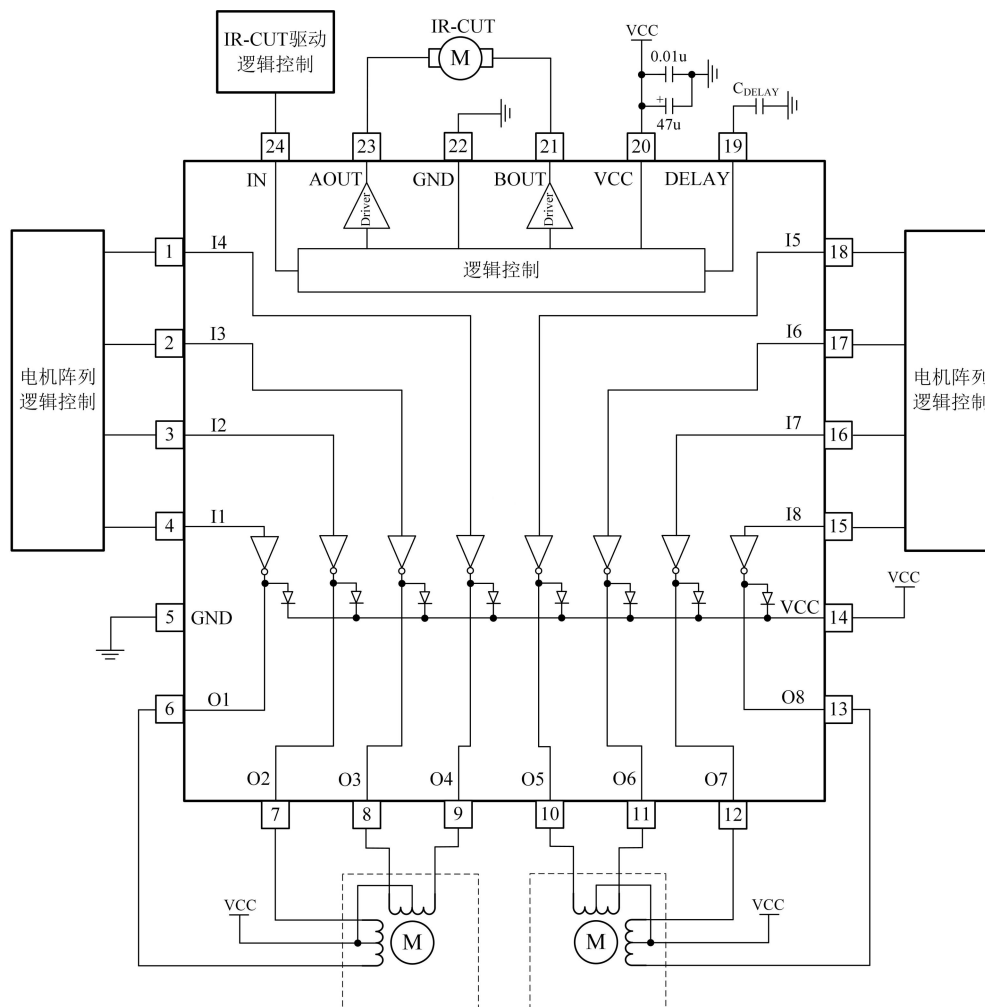 IR-CUT驱动
逻辑控制
IR-CUT
M
VCC
0.01u
+
47u
CDELAY
24
23
22
21
20
19
IN
AOUT
GND
BOUT
VCC
DELAY
Driver
Driver
逻辑控制
1
I4
I5
18
2
I3
I6
17
电机阵列
逻辑控制
电机阵列
逻辑控制
3
I2
I7
16
4
I1
I8
15
5
GND
VCC
14
VCC
6
O1
O8
13
O2
O3
O4
O5
O6
O7
7
8
9
10
11
12
VCC
M
M
VCC